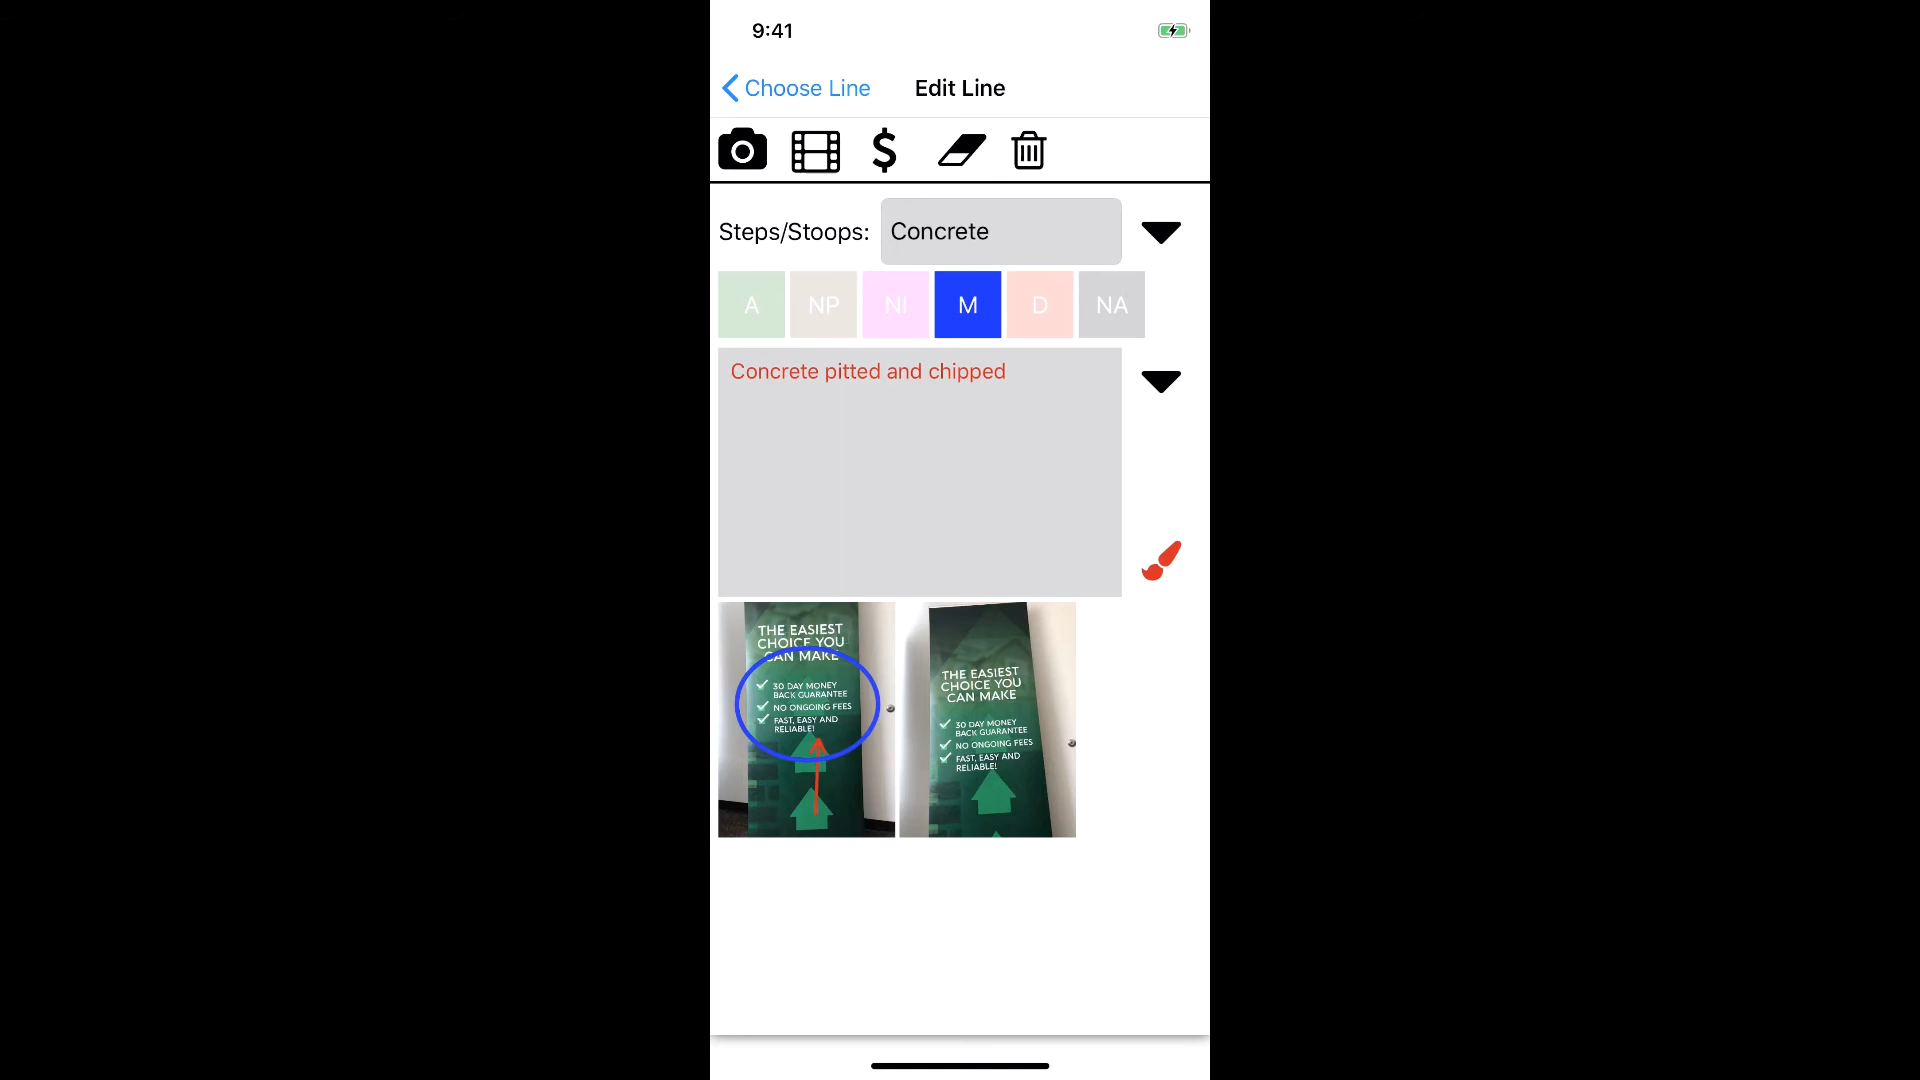 9:41
Choose Line
Edit Line
Steps/Stoops:
Concrete
A
NP
NI
M
D
NA
Concrete pitted and chipped
THE EASIEST
CHOICE YOU
CAN MAKE
30 DAY MONEY
BACK GUARANTEE
NO ONGOING FEES
FAST, EASY AND
RELIABLE!
THE EASIEST
CHOICE YOU
CAN MAKE
30 DAY MONEY
BACK GUARANTEE
NO ONGOING FEES
FAST, EASY AND
RELIABLE!